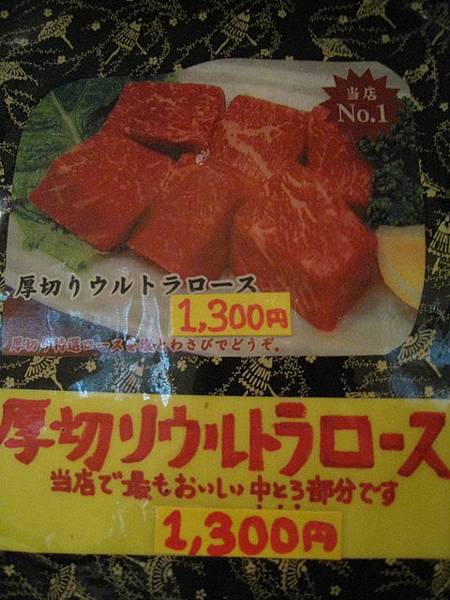 当店
No.1
厚切りウルトラロース
1,300円
厚切り特選ロースを塩とわさびでどうぞ。
厚切りウルトラロース
当店で最もおいしい中とろ部分です
1,300円